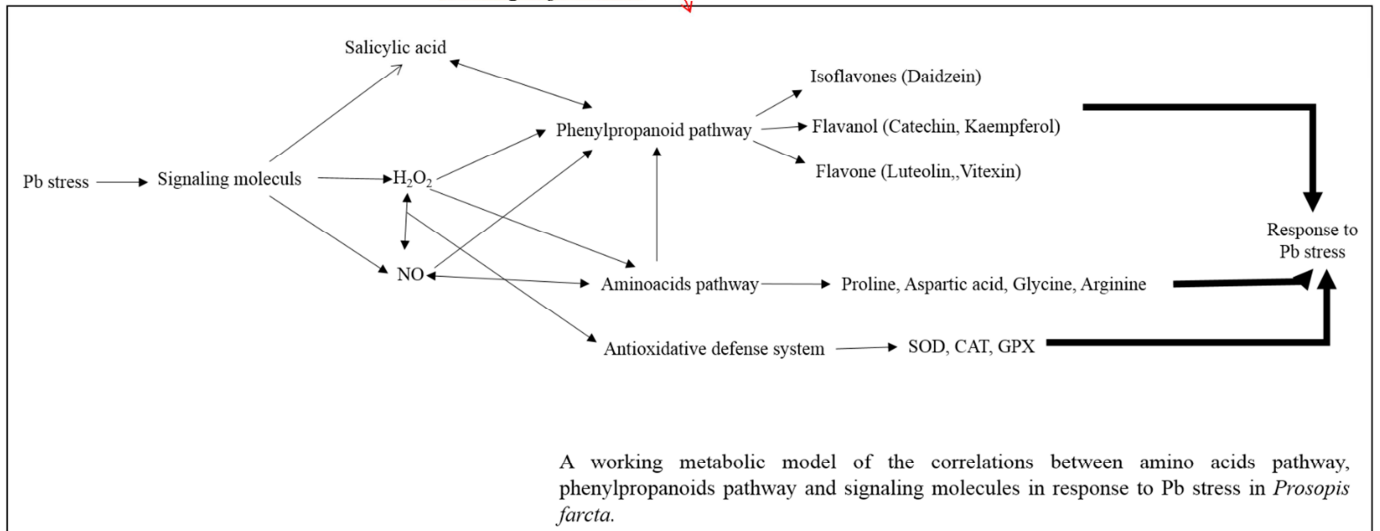 Salicylic acid
Isoflavones (Daidzein)
Phenylpropanoid pathway
Flavanol (Catechin, Kaempferol)
Flavone (Luteolin,,Vitexin)
Pb stress
Signaling moleculs
H₂O₂
Response to
Pb stress
NO
Aminoacids pathway
Proline, Aspartic acid, Glycine, Arginine
Antioxidative defense system
SOD, CAT, GPX
A working metabolic model of the correlations between amino acids pathway,
phenylpropanoids pathway and signaling molecules in response to Pb stress in Prosopis
farcta.